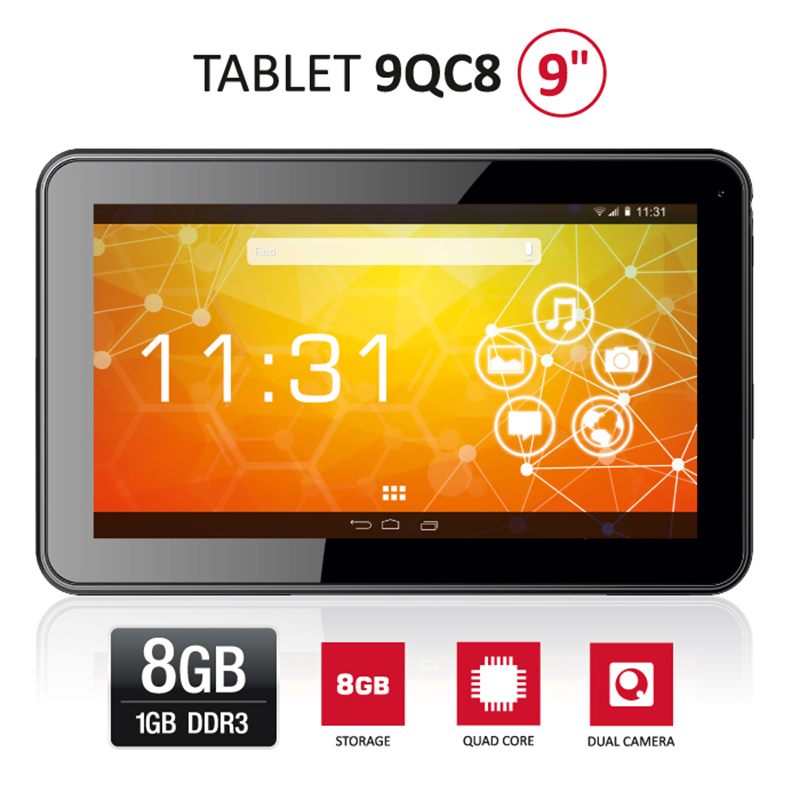 TABLET 9QC8 9"
11:31
Find
11:31
8GB
1GB DDR3
8GB
STORAGE
QUAD CORE
DUAL CAMERA